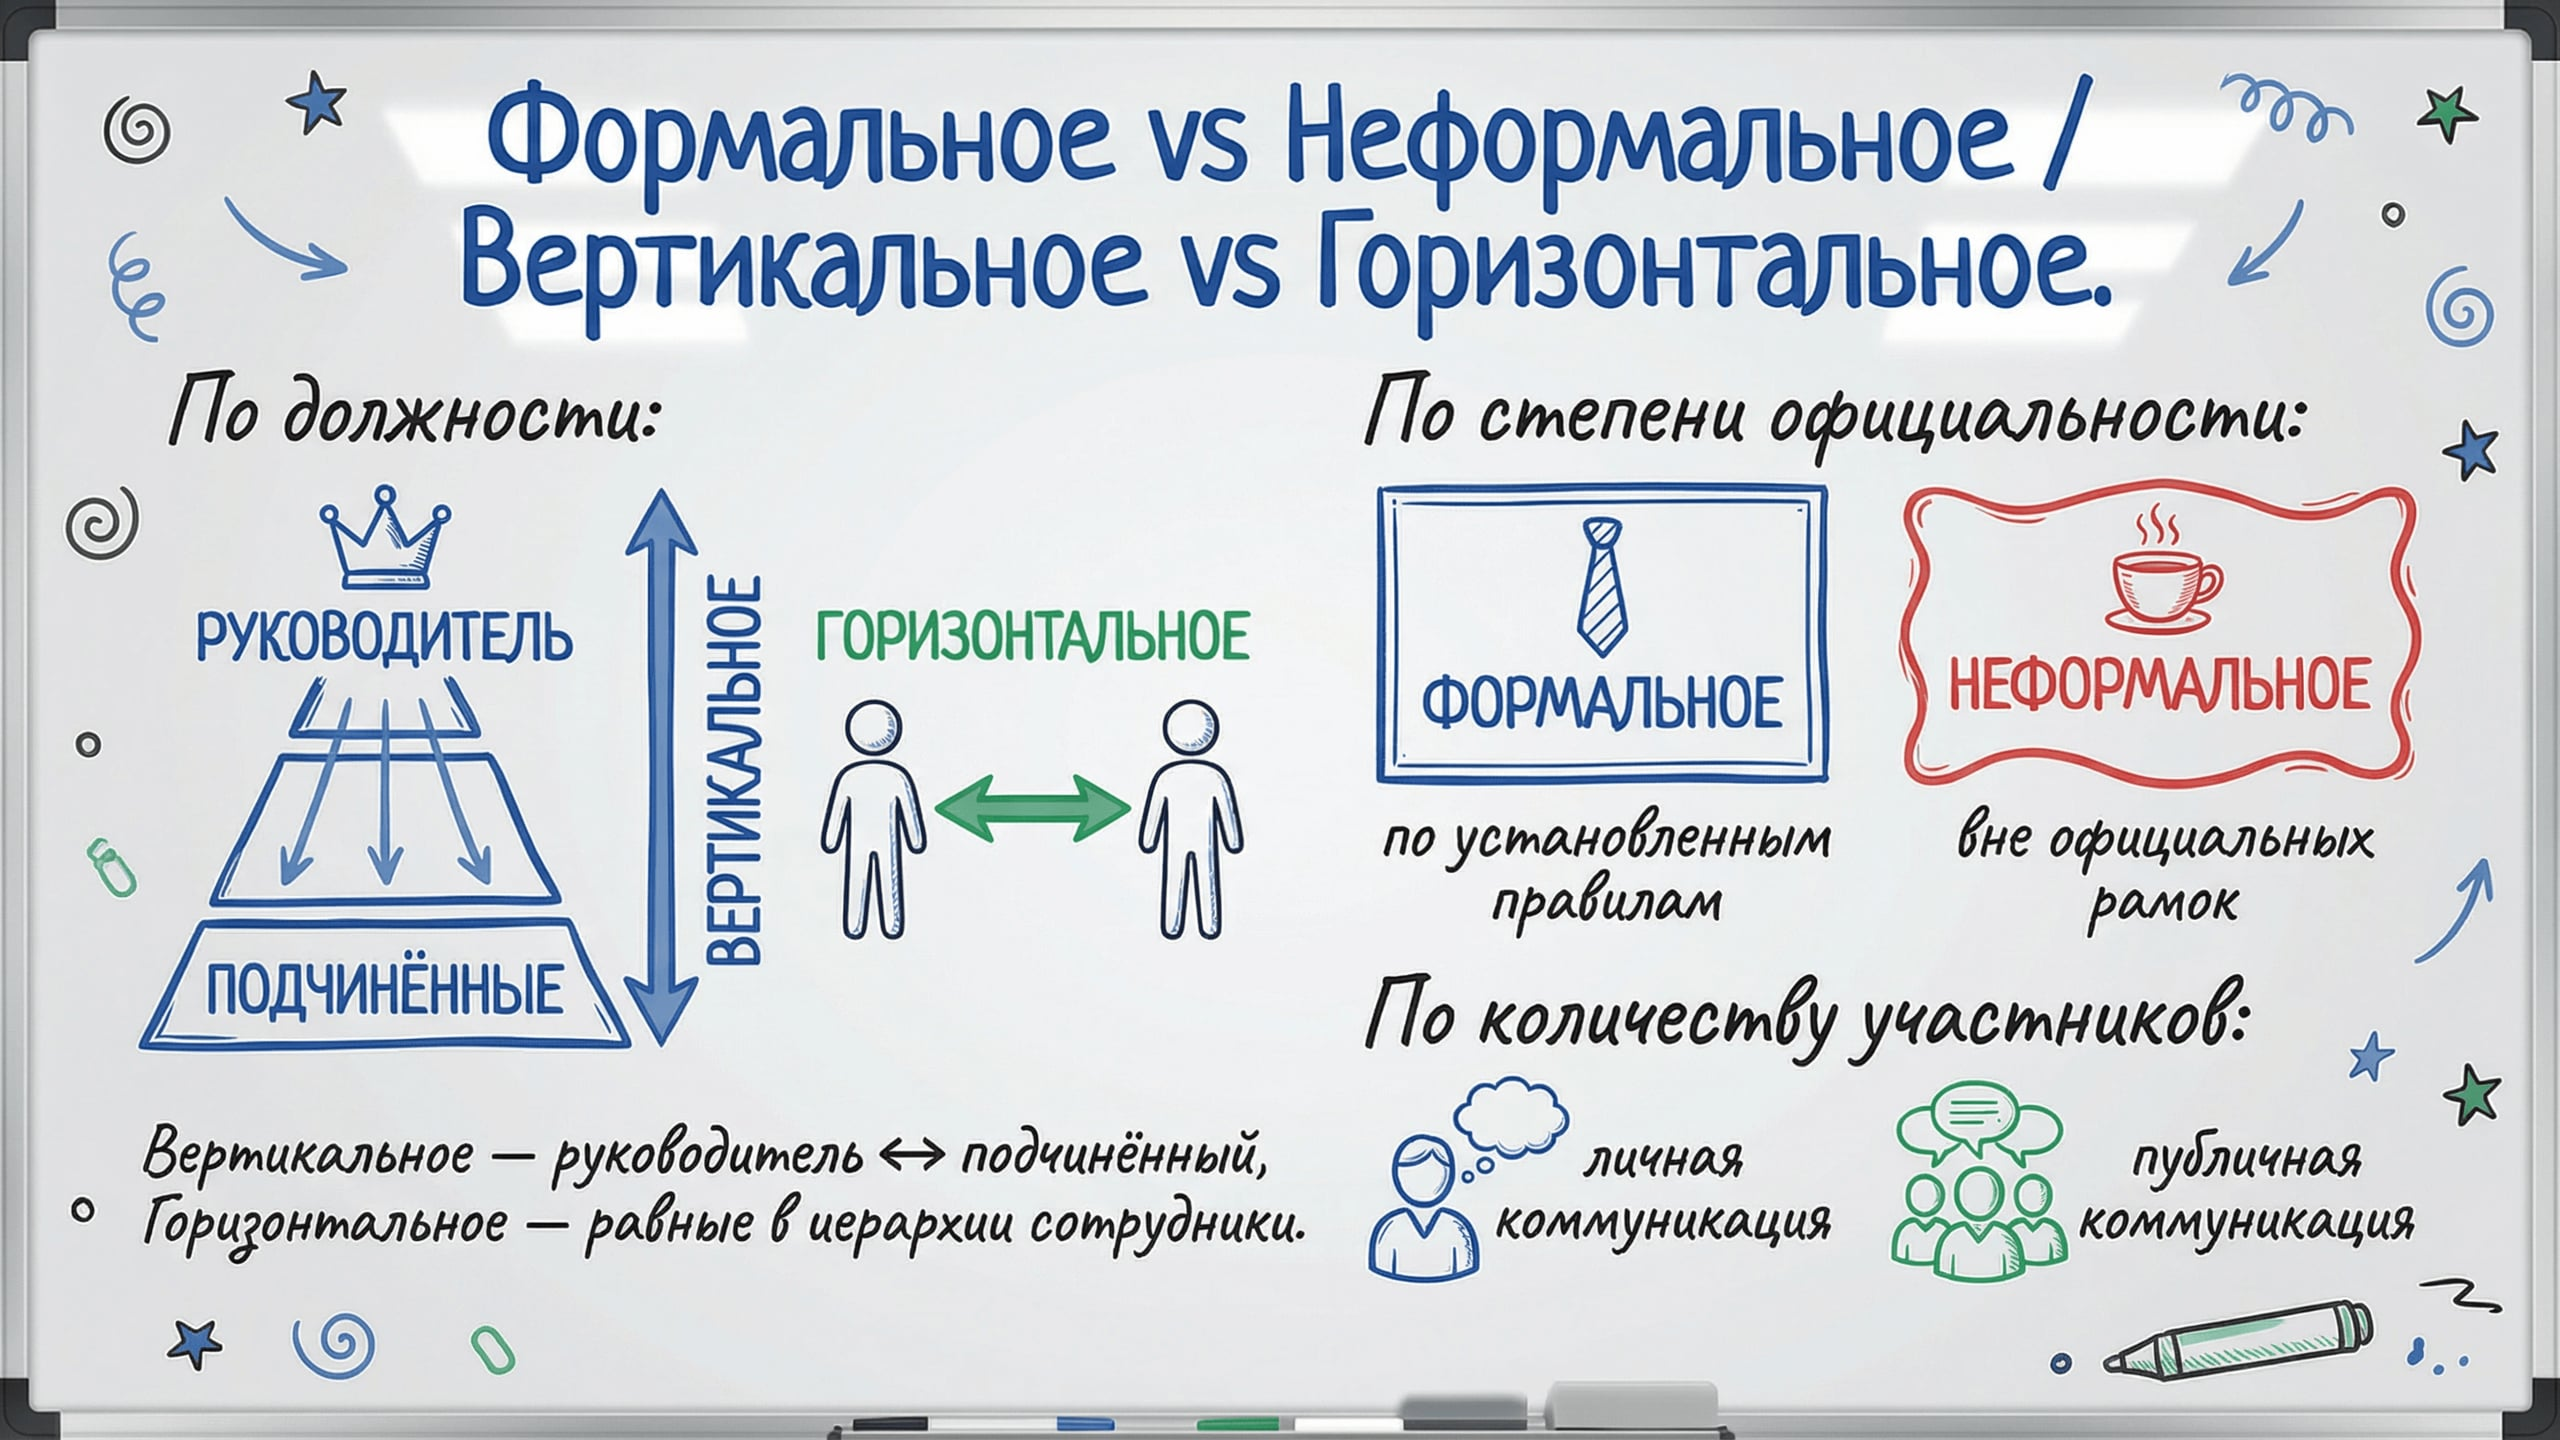 Формальное vs Неформальное /
Вертикальное vs Горизонтальное.
По должности:
РУКОВОДИТЕЛЬ
ПОДЧИНЁННЫЕ
ВЕРТИКАЛЬНОЕ
ГОРИЗОНТАЛЬНОЕ
Вертикальное — руководитель ↔ подчинённый,
Горизонтальное — равные в иерархии сотрудники.
По степени официальности:
ФОРМАЛЬНОЕ
по установленным
правилам
НЕФОРМАЛЬНОЕ
вне официальных
рамок
По количеству участников:
личная
коммуникация
публичная
коммуникация